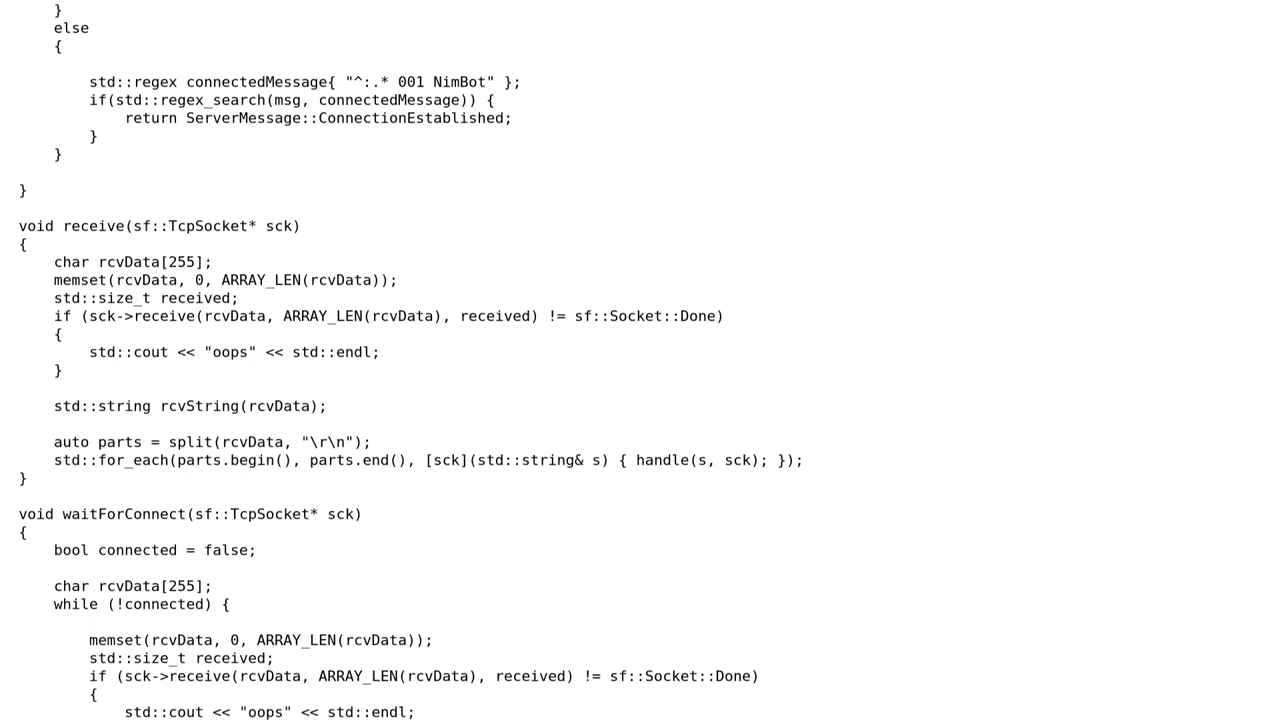 }
    else
    {

        std::regex connectedMessage{ "^:.* 001 NimBot" };
        if(std::regex_search(msg, connectedMessage)) {
            return ServerMessage::ConnectionEstablished;
        }
    }

}

void receive(sf::TcpSocket* sck)
{
    char rcvData[255];
    memset(rcvData, 0, ARRAY_LEN(rcvData));
    std::size_t received;
    if (sck->receive(rcvData, ARRAY_LEN(rcvData), received) != sf::Socket::Done)
    {
        std::cout << "oops" << std::endl;
    }

    std::string rcvString(rcvData);

    auto parts = split(rcvData, "\r\n");
    std::for_each(parts.begin(), parts.end(), [sck](std::string& s) { handle(s, sck); });
}

void waitForConnect(sf::TcpSocket* sck)
{
    bool connected = false;

    char rcvData[255];
    while (!connected) {

        memset(rcvData, 0, ARRAY_LEN(rcvData));
        std::size_t received;
        if (sck->receive(rcvData, ARRAY_LEN(rcvData), received) != sf::Socket::Done)
        {
            std::cout << "oops" << std::endl;